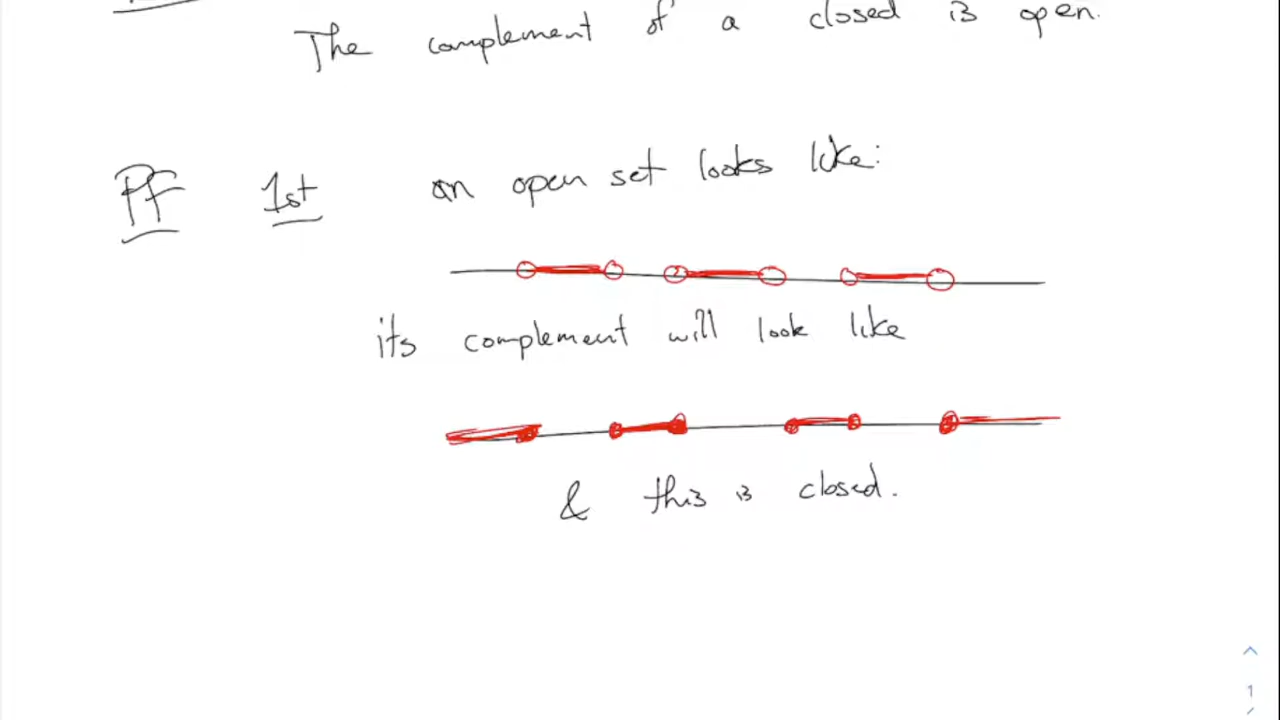 The complement of a closed is open.
PF 1st an open set looks like:
its complement will look like
& this is closed.
1